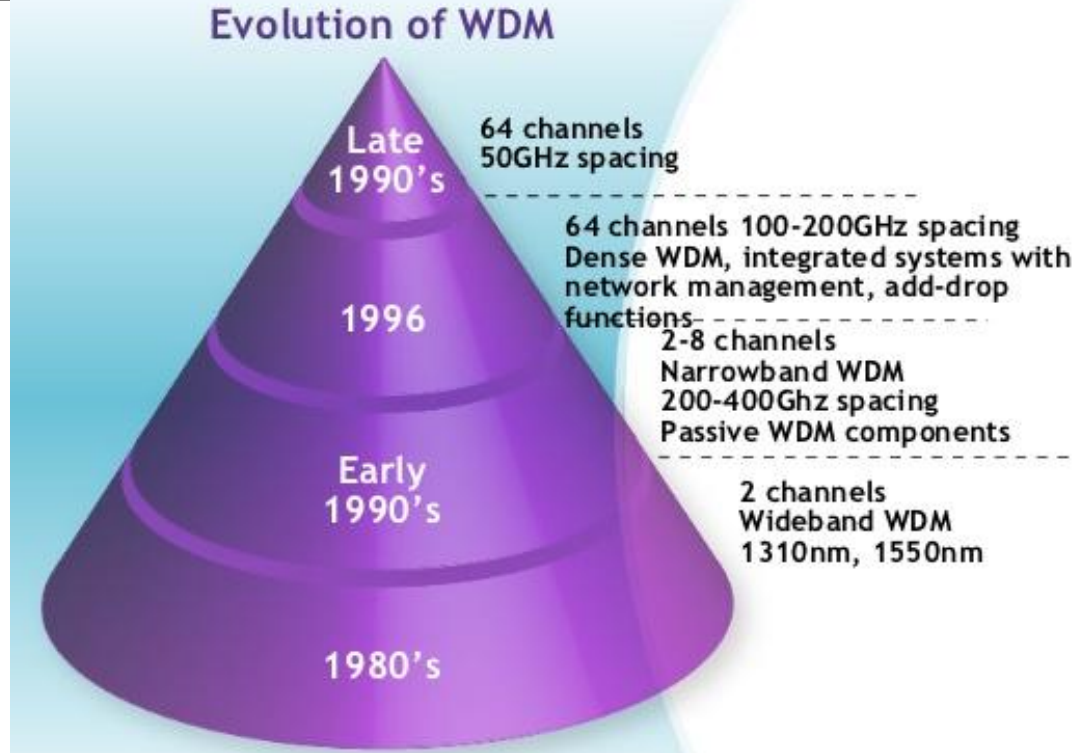 Evolution of WDM
Late
1990's
64 channels
50GHz spacing
1996
64 channels 100-200GHz spacing
Dense WDM, integrated systems with
network management, add-drop
functions
Early
1990's
2-8 channels
Narrowband WDM
200-400Ghz spacing
Passive WDM components
1980's
2 channels
Wideband WDM
1310nm, 1550nm